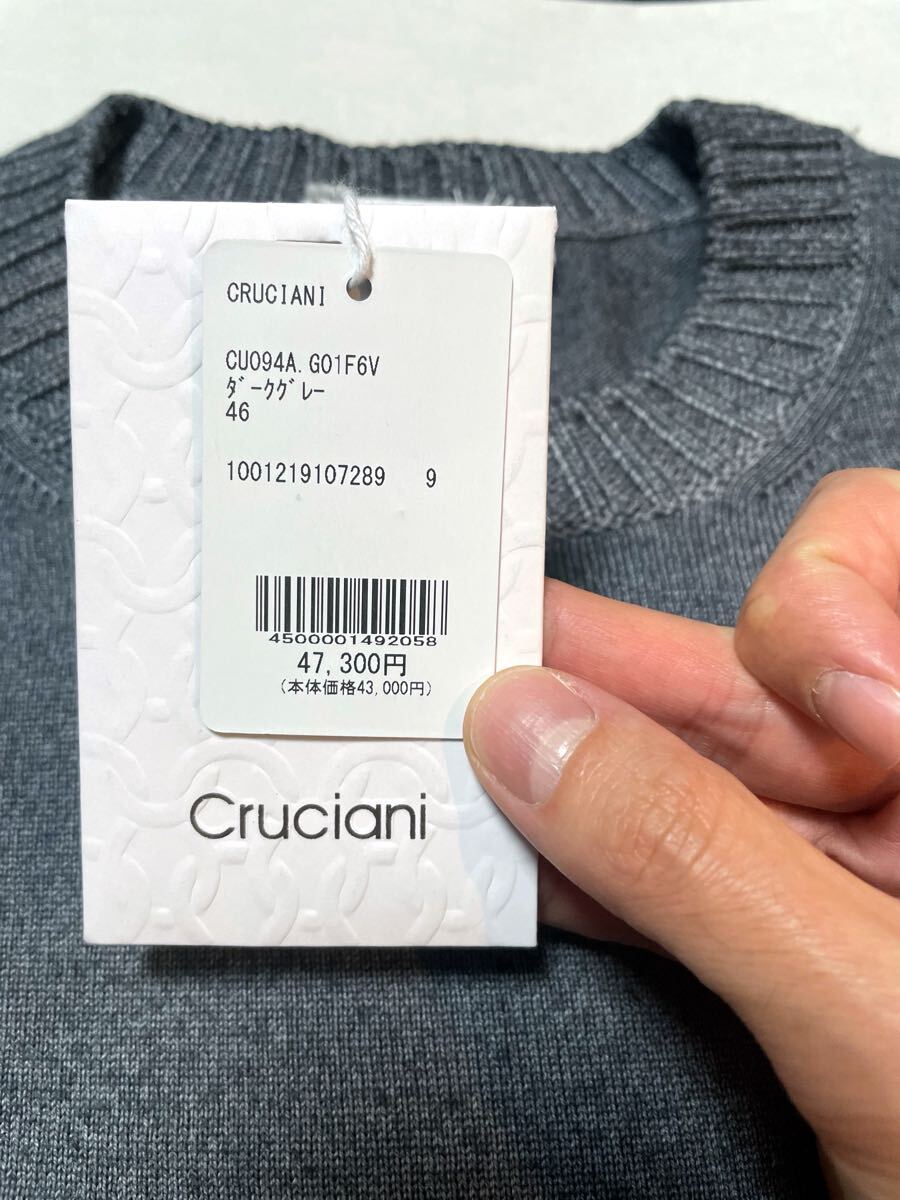 CRUCIANI
CU094A.G01F6V
ﾀﾞｰｸｸﾞﾚｰ
46
1001219107289 9
4500001492058
47,300円
(本体価格43,000円)
Cruciani